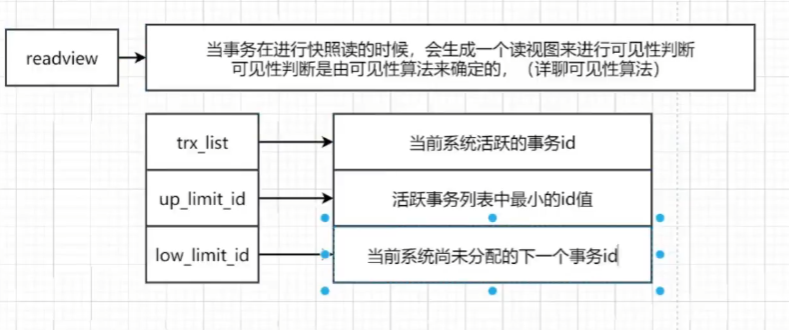 readview
当事务在进行快照读的时候，会生成一个读视图来进行可见性判断
可见性判断是由可见性算法来确定的，（详聊可见性算法）
trx_list
当前系统活跃的事务id
up_limit_id
活跃事务列表中最小的id值
low_limit_id
当前系统尚未分配的下一个事务id